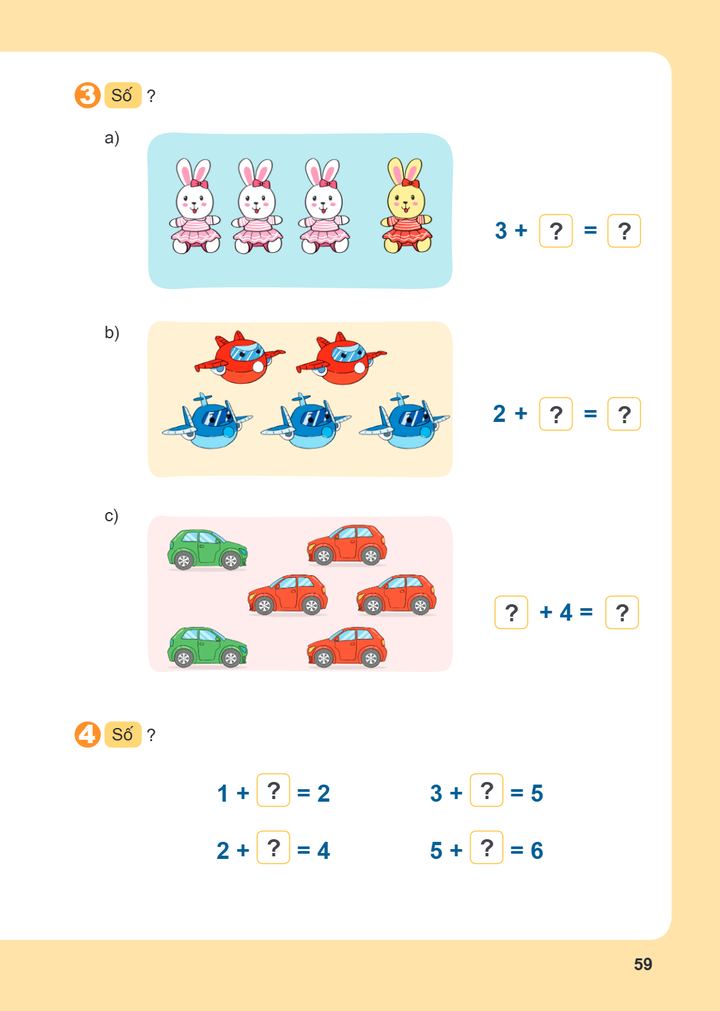 3 Số ?
a)
3 + ? = ?
b)
2 + ? = ?
c)
? + 4 = ?
4 Số ?
1 + ? = 2 3 + ? = 5
2 + ? = 4 5 + ? = 6
59